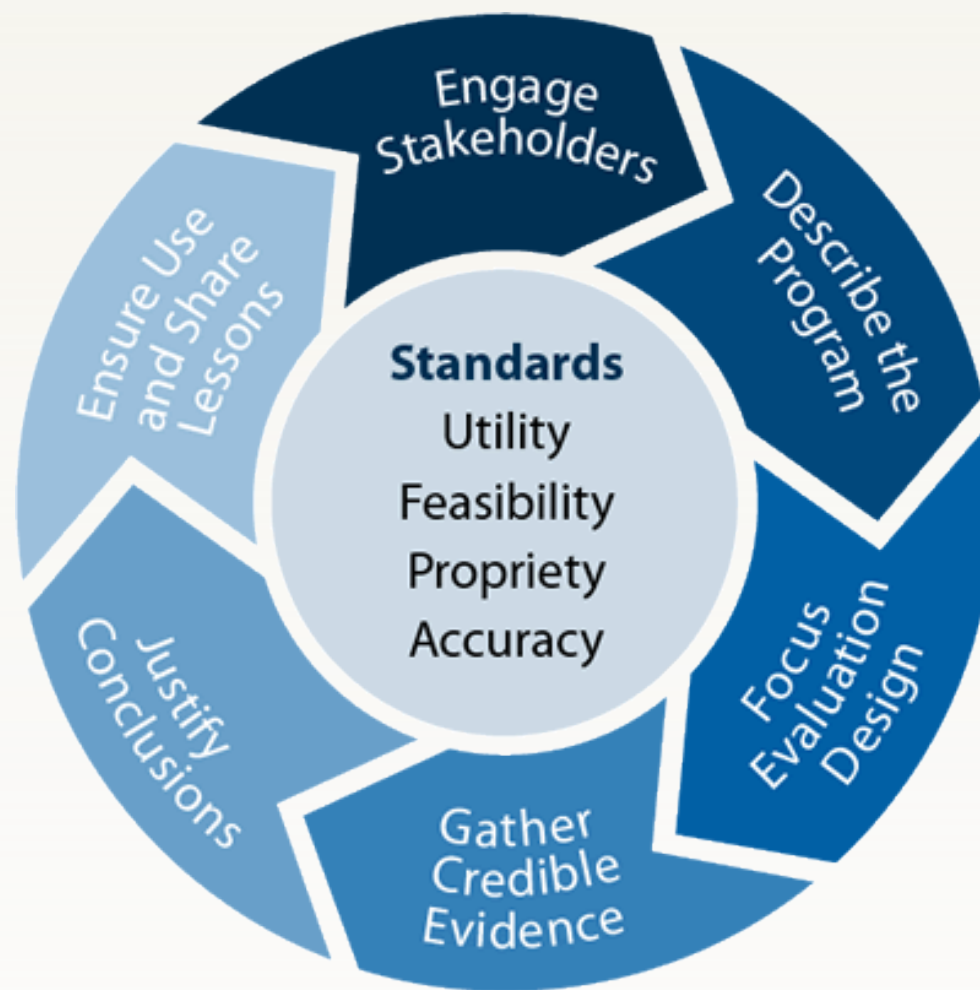 Engage
Stakeholders
Describe the
Program
Focus
Evaluation
Design
Gather
Credible
Evidence
Justify
Conclusions
Ensure Use
and Share
Lessons
Standards
Utility
Feasibility
Propriety
Accuracy